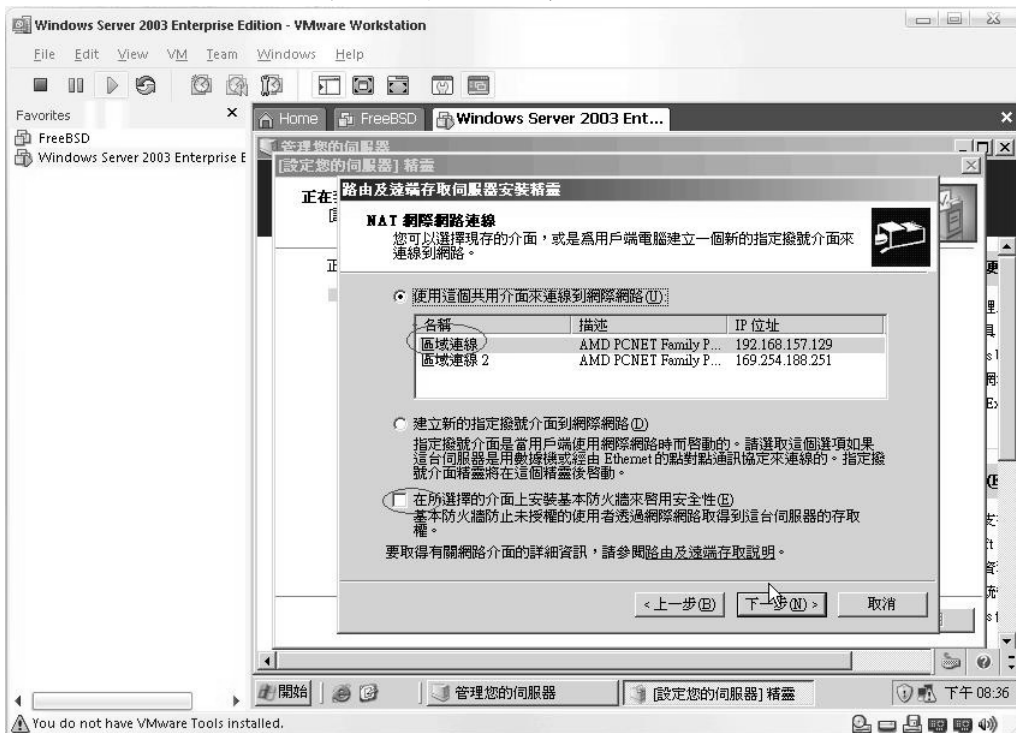 Windows Server 2003 Enterprise Edition - VMware Workstation
File Edit View VM Team Windows Help
Favorites
FreeBSD
Windows Server 2003 Enterprise E
Home FreeBSD Windows Server 2003 Ent...
管理您的伺服器
[設定您的伺服器] 精靈
正在
路由及遠端存取伺服器安裝精靈
NAT 網際網路連線
您可以選擇現存的介面，或是為用戶端電腦建立一個新的指定撥號介面來
連線到網路。
使用這個共用介面來連線到網際網路(U):
名稱 描述 IP 位址
區域連線 AMD PCNET Family P... 192.168.157.129
區域連線 2 AMD PCNET Family P... 169.254.188.251
建立新的指定撥號介面到網際網路(D)
指定撥號介面是當用戶端使用網際網路時而啓動的。請選取這個選項如果
這台伺服器是用數據機或經由 Ethernet 的點對點通訊協定來連線的。指定撥
號介面精靈將在這個精靈後啓動。
在所選擇的介面上安裝基本防火牆來啓用安全性(E)
基本防火牆防止未授權的使用者透過網際網路取得到這台伺服器的存取
權。
要取得有關網路介面的詳細資訊，請參閱路由及遠端存取說明。
<上一步(B) 下一步(N)> 取消
開始 管理您的伺服器 [設定您的伺服器] 精靈 下午 08:36
You do not have VMware Tools installed.